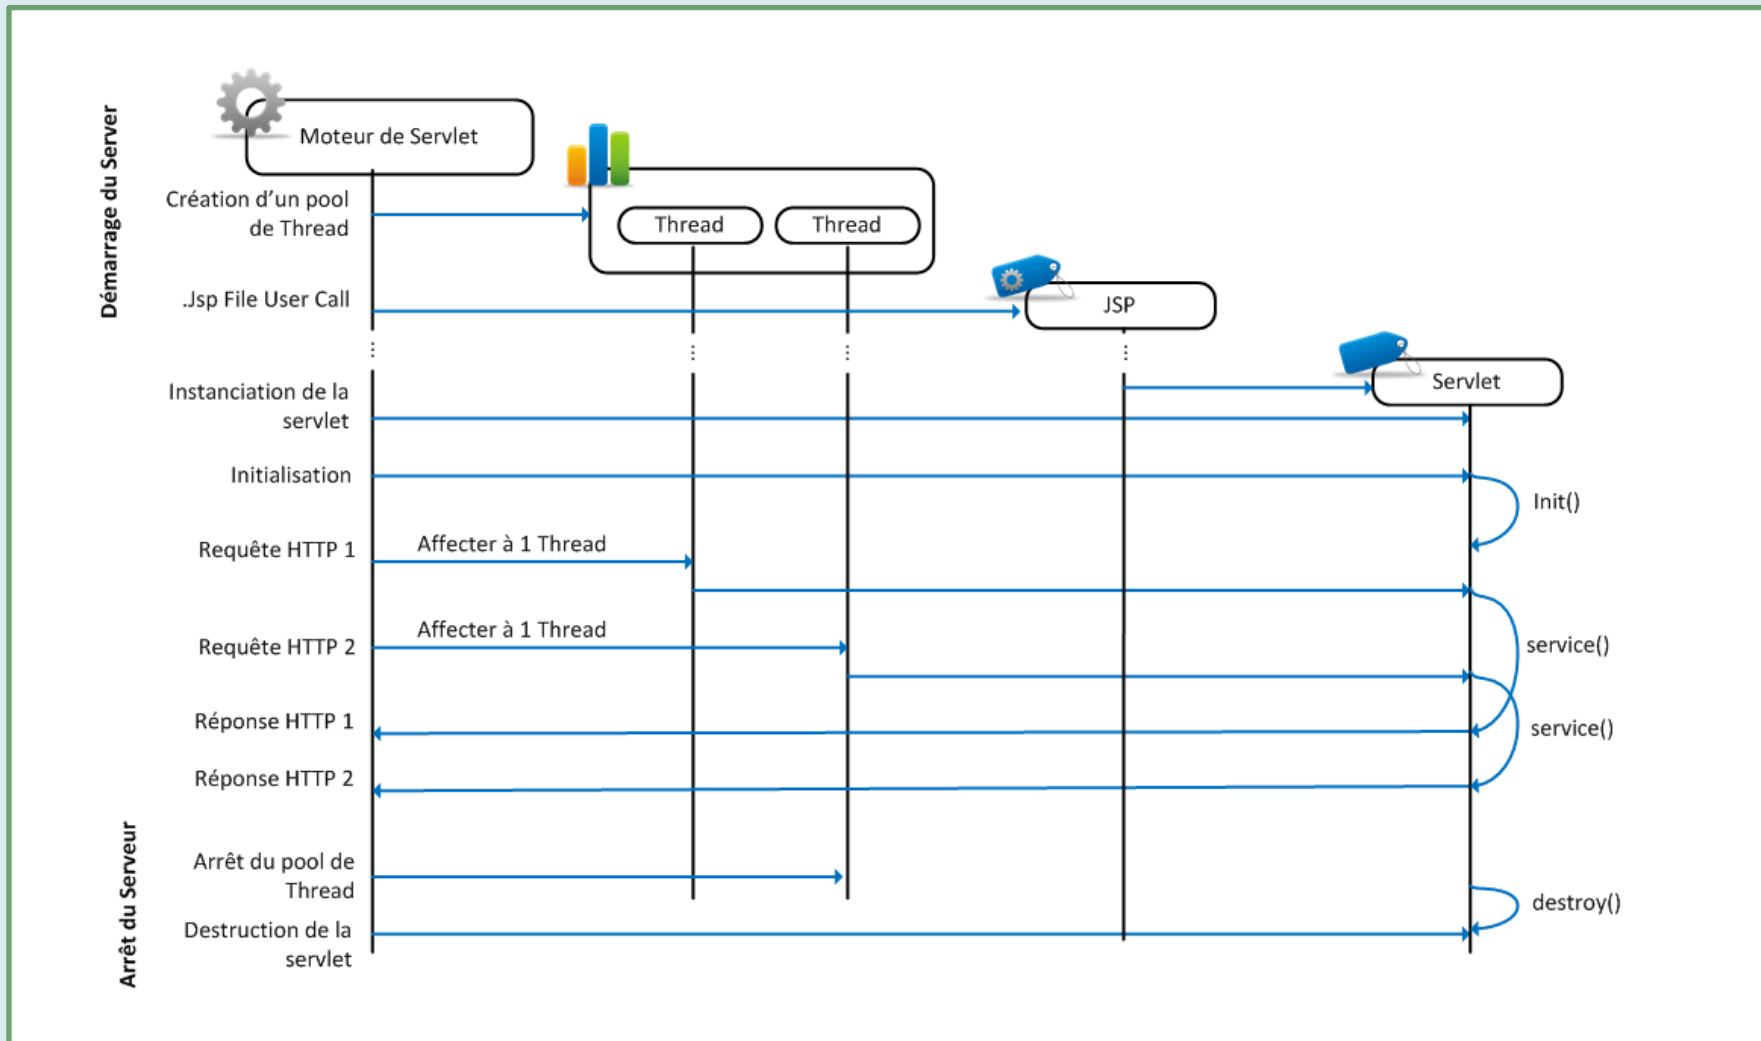 Démarrage du Server
Moteur de Servlet
Création d'un pool
de Thread
Thread
Thread
.Jsp File User Call
JSP
Instanciation de la
servlet
Servlet
Initialisation
Init()
Requête HTTP 1
Affecter à 1 Thread
Affecter à 1 Thread
Requête HTTP 2
service()
Réponse HTTP 1
service()
Réponse HTTP 2
Arrêt du Serveur
Arrêt du pool de
Thread
destroy()
Destruction de la
servlet